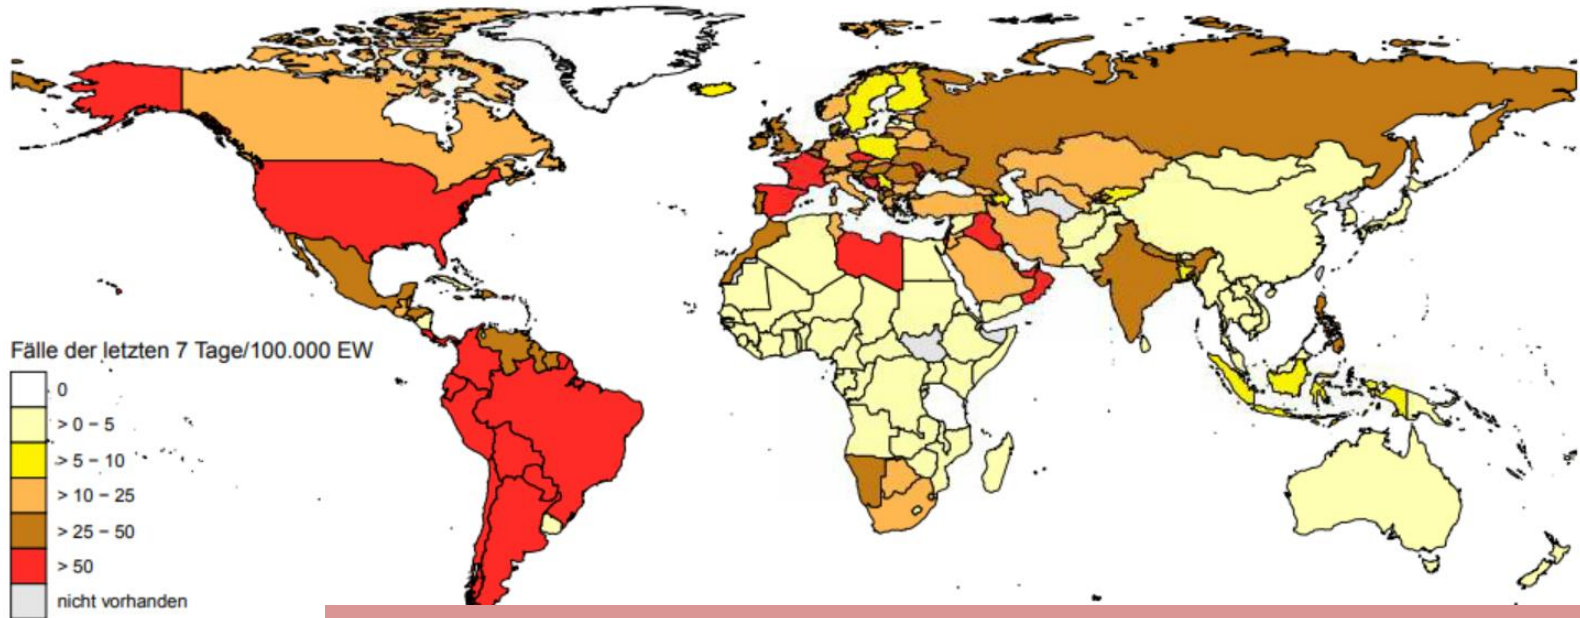 Fälle der letzten 7 Tage/100.000 EW
0
> 0 − 5
> 5 − 10
> 10 − 25
> 25 − 50
> 50
nicht vorhanden